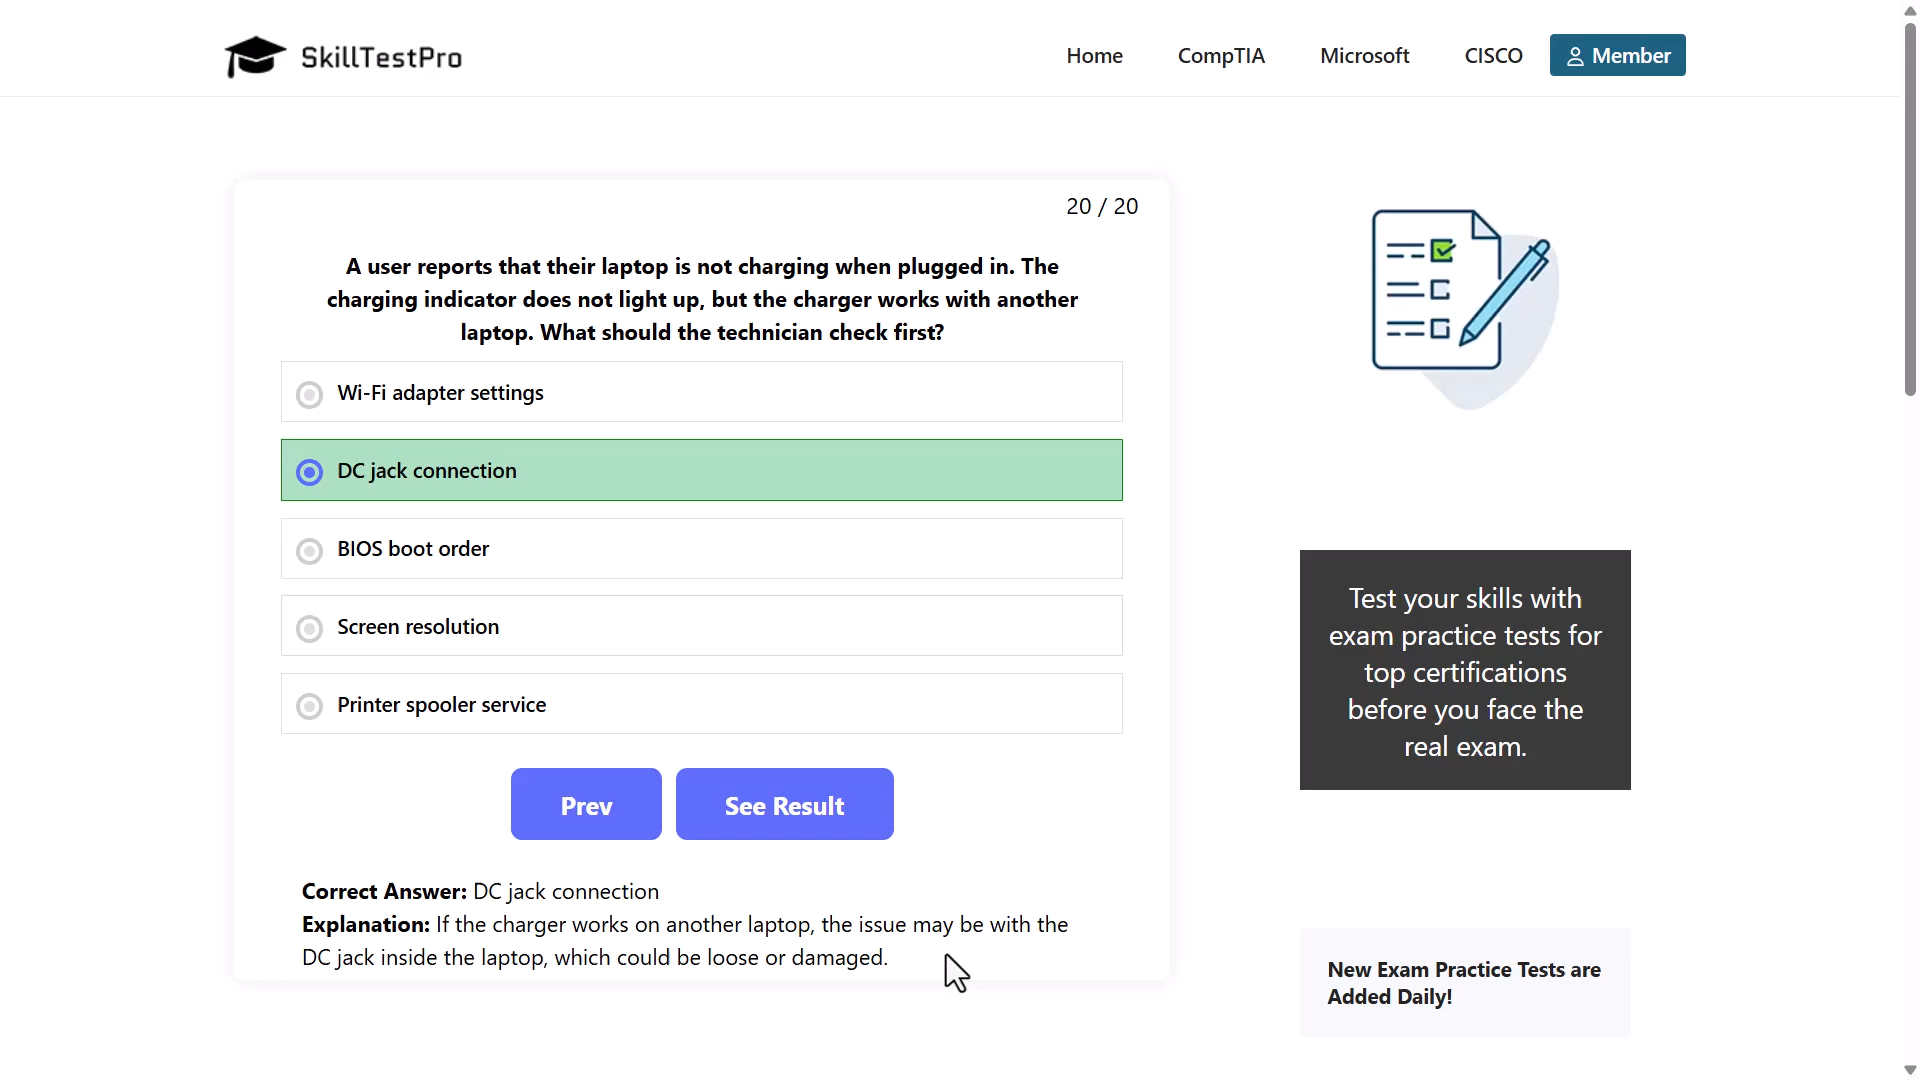 SkillTestPro
Home
CompTIA
Microsoft
CISCO
Member
20 / 20
A user reports that their laptop is not charging when plugged in. The
charging indicator does not light up, but the charger works with another
laptop. What should the technician check first?
Wi-Fi adapter settings
DC jack connection
BIOS boot order
Screen resolution
Printer spooler service
Prev
See Result
Correct Answer: DC jack connection
Explanation: If the charger works on another laptop, the issue may be with the
DC jack inside the laptop, which could be loose or damaged.
Test your skills with
exam practice tests for
top certifications
before you face the
real exam.
New Exam Practice Tests are
Added Daily!